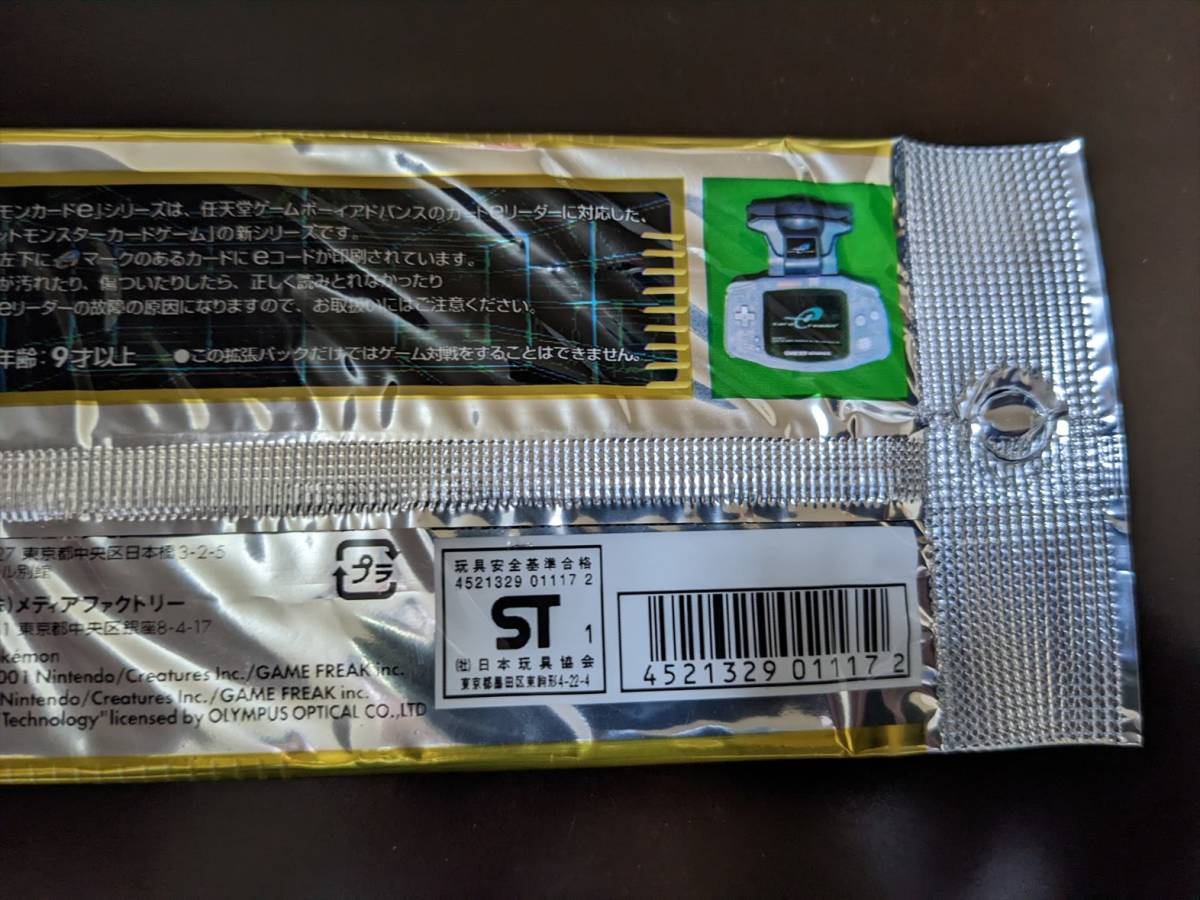 モンカードe」シリーズは、任天堂ゲームボーイアドバンスのカードeリーダーに対応した、
ットモンスターカードゲーム」の新シリーズです。
左下に マークのあるカードにeコードが印刷されています。
が汚れたり、傷ついたりしたら、正しく読みとれなかったり
eリーダーの故障の原因になりますので、お取扱いにはご注意ください。
年齢:9才以上 ●この拡張パックだけではゲーム対戦をすることはできません。
27 東京都中央区日本橋3-2-5
ル別館
メディアファクトリー
1 東京都中央区銀座8-4-17
kémon
001 Nintendo/Creatures Inc./GAME FREAK inc.
Nintendo/Creatures Inc./GAME FREAK inc.
Technology" licensed by OLYMPUS OPTICAL CO.,LTD
プラ
玩具安全基準合格
4521329 01117 2
ST 1
(社)日本玩具協会
東京都墨田区東駒形4-22-4
4521329 011172